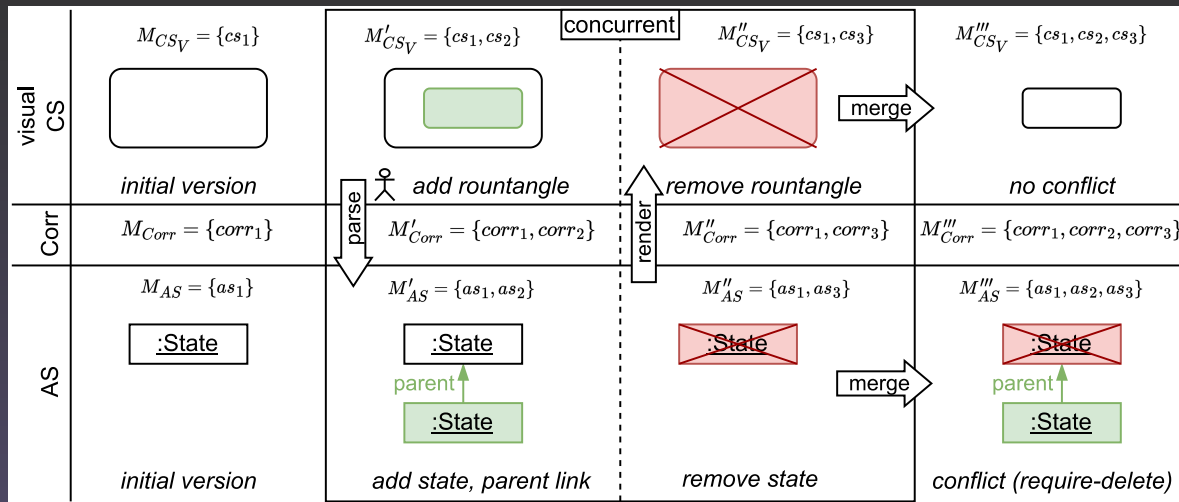 concurrent
visual
CS
$M_{CS_V} = \{cs_1\}$
$M'_{CS_V} = \{cs_1, cs_2\}$
$M''_{CS_V} = \{cs_1, cs_3\}$
$M'''_{CS_V} = \{cs_1, cs_2, cs_3\}$
merge
initial version
add rountangle
remove rountangle
no conflict
parse
render
Corr
$M_{Corr} = \{corr_1\}$
$M'_{Corr} = \{corr_1, corr_2\}$
$M''_{Corr} = \{corr_1, corr_3\}$
$M'''_{Corr} = \{corr_1, corr_2, corr_3\}$
AS
$M_{AS} = \{as_1\}$
$M'_{AS} = \{as_1, as_2\}$
$M''_{AS} = \{as_1, as_3\}$
$M'''_{AS} = \{as_1, as_2, as_3\}$
:State
:State
:State
:State
parent
merge
parent
:State
:State
initial version
add state, parent link
remove state
conflict (require-delete)